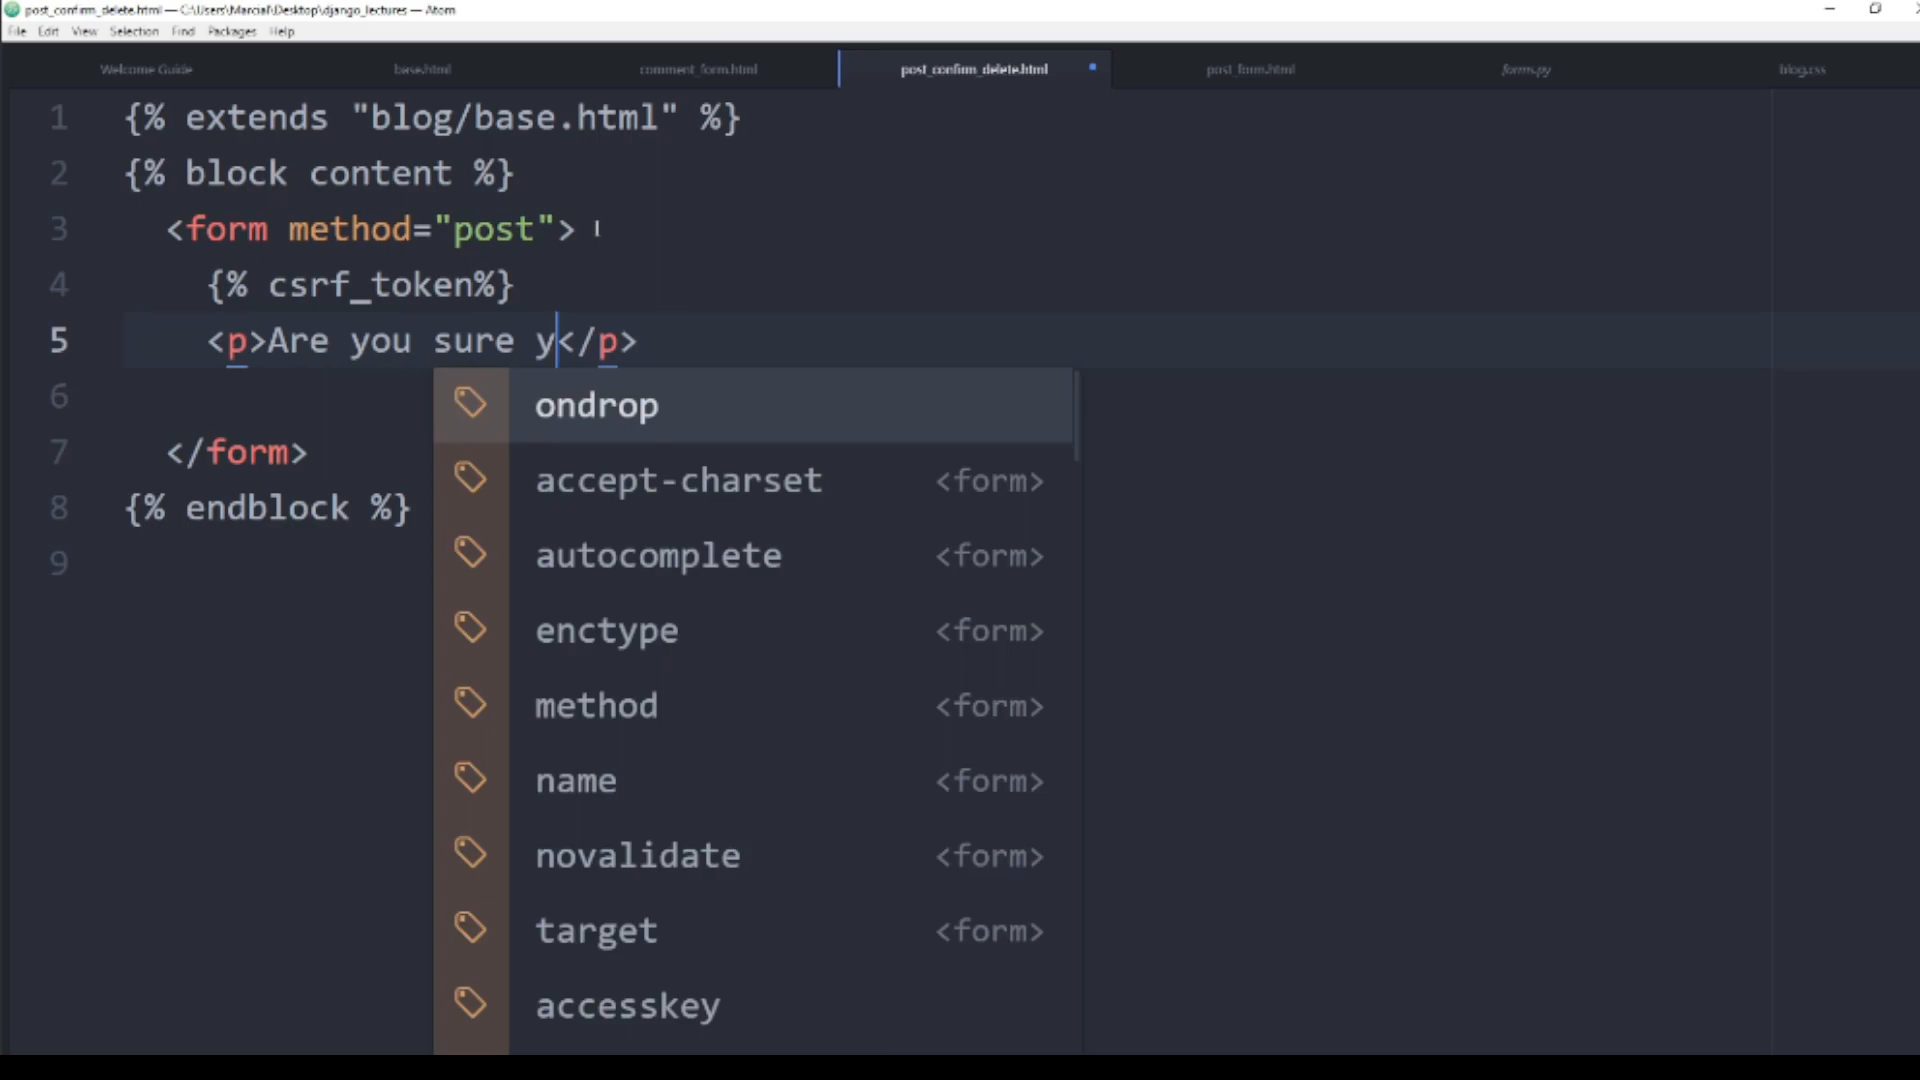 post_confirm_delete.html — C:\Users\Marcial\Desktop\django_lectures — Atom
File Edit View Selection Find Packages Help
Welcome Guide base.html comment_form.html post_confirm_delete.html post_form.html forms.py blog.css
1 {% extends "blog/base.html" %}
2 {% block content %}
3 <form method="post">
4 {% csrf_token%}
5 <p>Are you sure y</p>
6
7 </form>
8 {% endblock %}
9
ondrop
accept-charset <form>
autocomplete <form>
enctype <form>
method <form>
name <form>
novalidate <form>
target <form>
accesskey